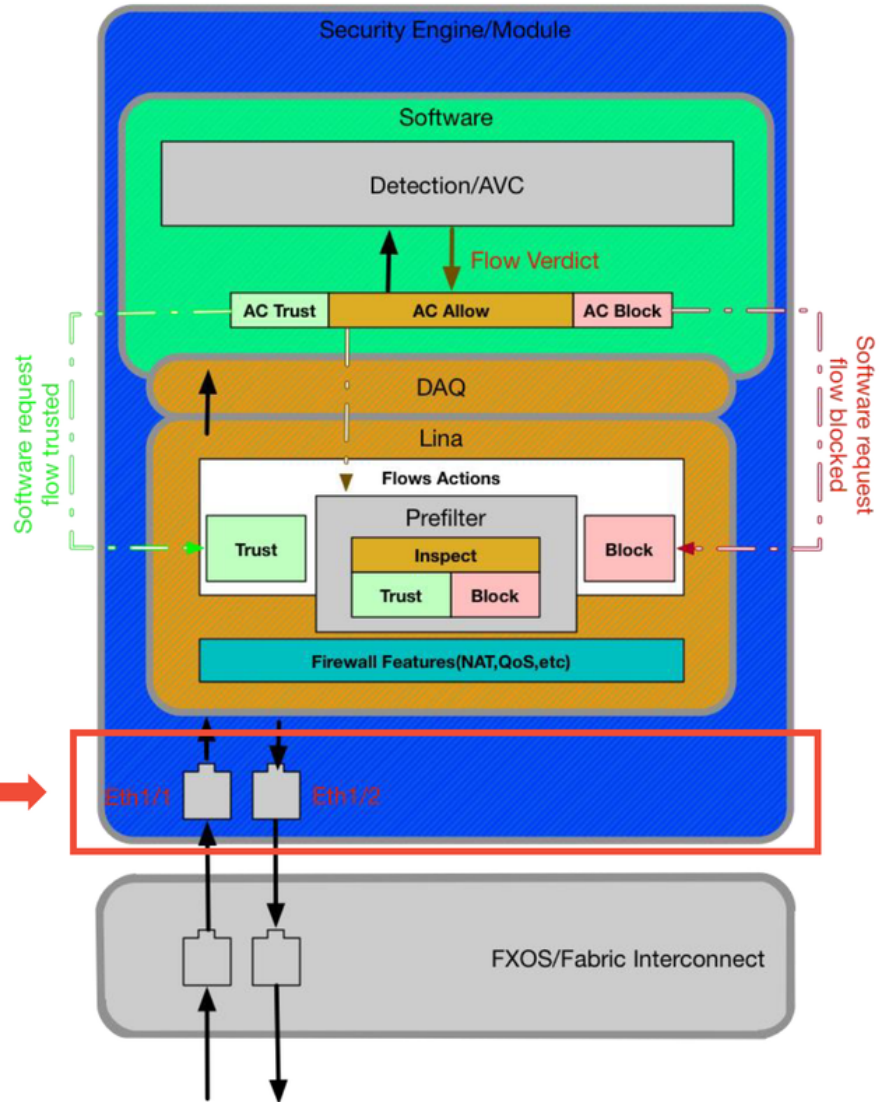 Security Engine/Module
Software
Detection/AVC
Flow Verdict
AC Trust
AC Allow
AC Block
Software request
flow trusted
Software request
flow blocked
DAQ
Lina
Flows Actions
Prefilter
Inspect
Trust
Trust
Block
Block
Firewall Features(NAT,QoS,etc)
Eth1/1
Eth1/2
FXOS/Fabric Interconnect